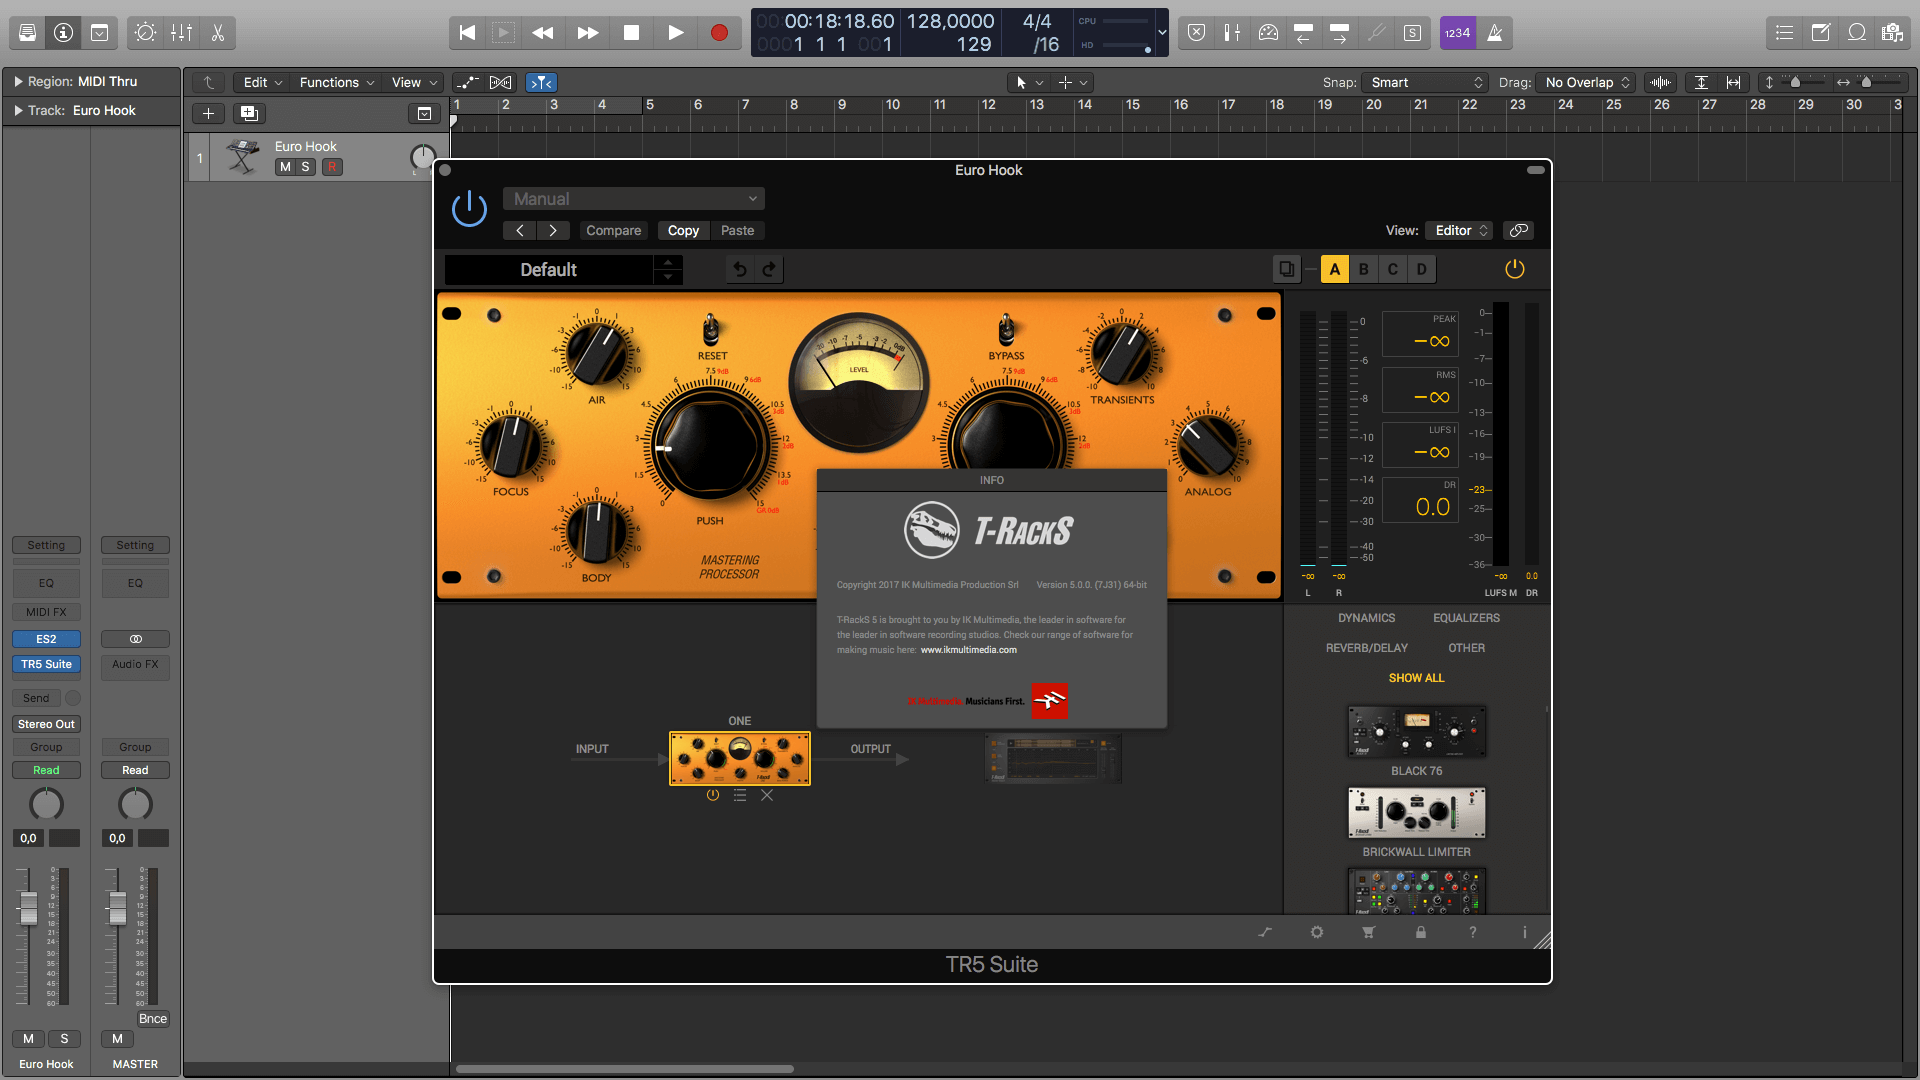 00:00:18:18.60
0001 1 1 001
128,0000
129
4/4
/16
CPU
HD
1234
Region: MIDI Thru
Track: Euro Hook
Edit
Functions
View
Snap: Smart
Drag: No Overlap
1 2 3 4 5 6 7 8 9 10 11 12 13 14 15 16 17 18 19 20 21 22 23 24 25 26 27 28 29 30 3
1
Euro Hook
M S R
Euro Hook
Manual
Compare
Copy
Paste
View: Editor
Default
A B C D
AIR
RESET
LEVEL
BYPASS
TRANSIENTS
FOCUS
PUSH
ANALOG
BODY
MASTERING
PROCESSOR
PEAK
-∞
RMS
-∞
LUFS I
-∞
DR
0.0
L R
LUFS M DR
INFO
T-RackS
Copyright 2017 IK Multimedia Production Srl
Version 5.0.0. (7J31) 64-bit
T-RackS 5 is brought to you by IK Multimedia, the leader in software for
the leader in software recording studios. Check our range of software for
making music here: www.ikmultimedia.com
IK Multimedia. Musicians First.
DYNAMICS
EQUALIZERS
REVERB/DELAY
OTHER
SHOW ALL
BLACK 76
BRICKWALL LIMITER
ONE
INPUT
OUTPUT
TR5 Suite
Setting
Setting
EQ
EQ
MIDI FX
ES2
TR5 Suite
Audio FX
Send
Stereo Out
Group
Group
Read
Read
0,0
0,0
Bnce
M S
M
Euro Hook
MASTER